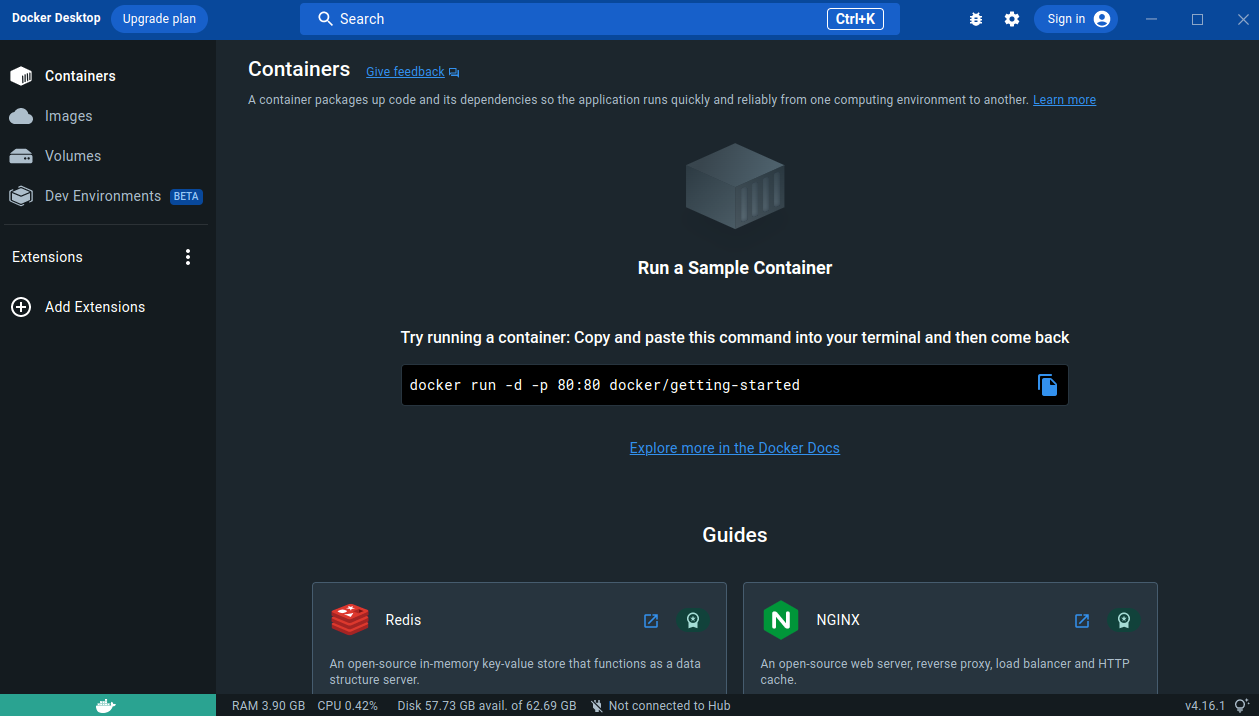 Docker Desktop Upgrade plan Search Ctrl+K Sign in
Containers
Images
Volumes
Dev Environments BETA
Extensions
Add Extensions
Containers Give feedback
A container packages up code and its dependencies so the application runs quickly and reliably from one computing environment to another. Learn more
Run a Sample Container
Try running a container: Copy and paste this command into your terminal and then come back
docker run -d -p 80:80 docker/getting-started
Explore more in the Docker Docs
Guides
Redis
An open-source in-memory key-value store that functions as a data
structure server.
N NGINX
An open-source web server, reverse proxy, load balancer and HTTP
cache.
RAM 3.90 GB CPU 0.42% Disk 57.73 GB avail. of 62.69 GB Not connected to Hub v4.16.1